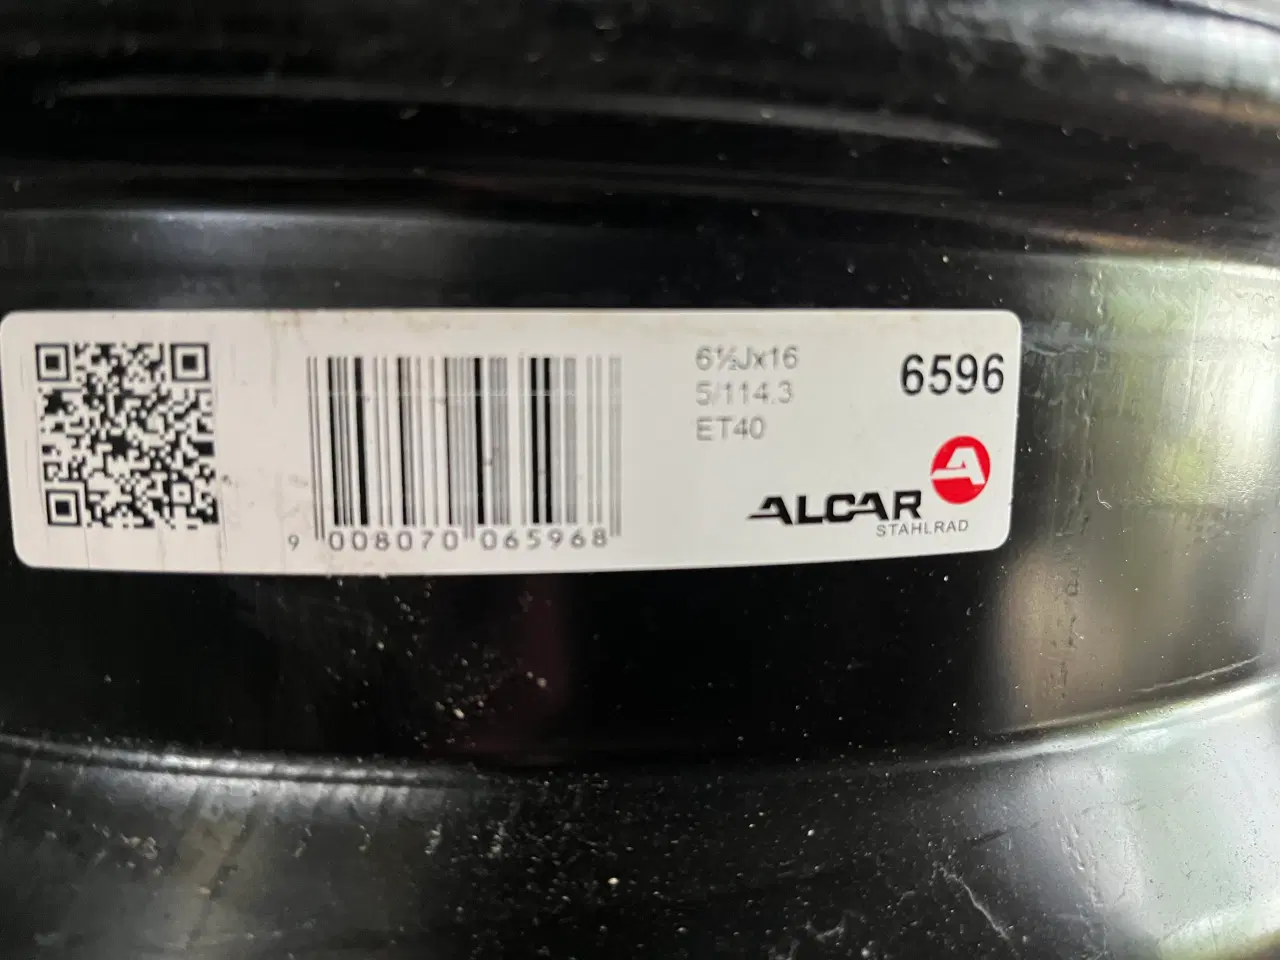 6½Jx16
5/114.3
ET40
6596
ALCAR
STAHLRAD
9 008070 065968